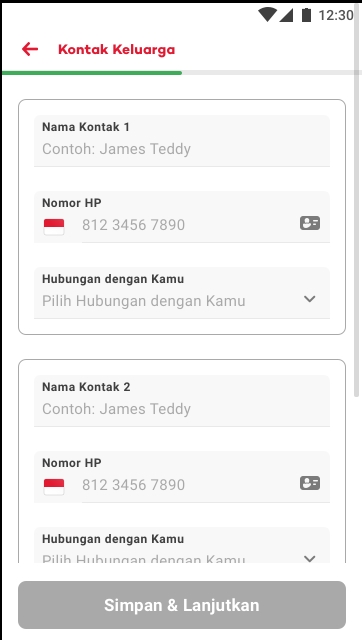 12:30
Kontak Keluarga
Nama Kontak 1
Contoh: James Teddy
Nomor HP
812 3456 7890
Hubungan dengan Kamu
Pilih Hubungan dengan Kamu
Nama Kontak 2
Contoh: James Teddy
Nomor HP
812 3456 7890
Hubungan dengan Kamu
Pilih Hubungan dengan Kamu
Simpan & Lanjutkan